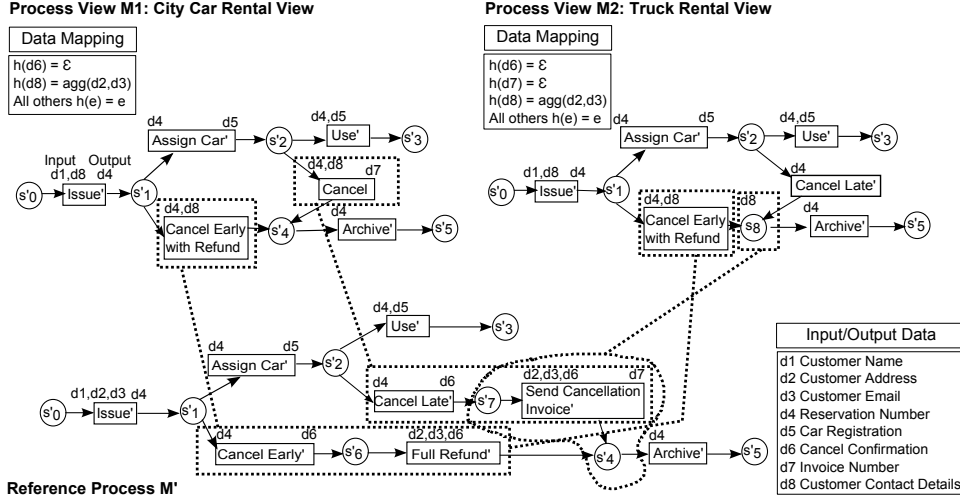 Process View M1: City Car Rental View
Data Mapping
h(d6) = ε
h(d8) = agg(d2,d3)
All others h(e) = e
Input Output
d1,d8 d4
s'0
Issue'
s'1
d4 d5
Assign Car'
s'2
d4,d5
Use'
s'3
d4,d8 d7
Cancel
d4,d8
Cancel Early
with Refund
s'4
d4
Archive'
s'5
Process View M2: Truck Rental View
Data Mapping
h(d6) = ε
h(d7) = ε
h(d8) = agg(d2,d3)
All others h(e) = e
s'0
d1,d8 d4
Issue'
s'1
d4 d5
Assign Car'
s'2
d4,d5
Use'
s'3
d4
Cancel Late'
d4,d8
Cancel Early
with Refund
d8
s8
d4
Archive'
s'5
s'0
d1,d2,d3 d4
Issue'
s'1
d4 d5
Assign Car'
s'2
d4,d5
Use'
s'3
d4 d6
Cancel Late'
s'7
d2,d3,d6 d7
Send Cancellation
Invoice'
d4 d6
Cancel Early'
s'6
d2,d3,d6
Full Refund'
s'4
d4
Archive'
s'5
Reference Process M'
Input/Output Data
d1 Customer Name
d2 Customer Address
d3 Customer Email
d4 Reservation Number
d5 Car Registration
d6 Cancel Confirmation
d7 Invoice Number
d8 Customer Contact Details